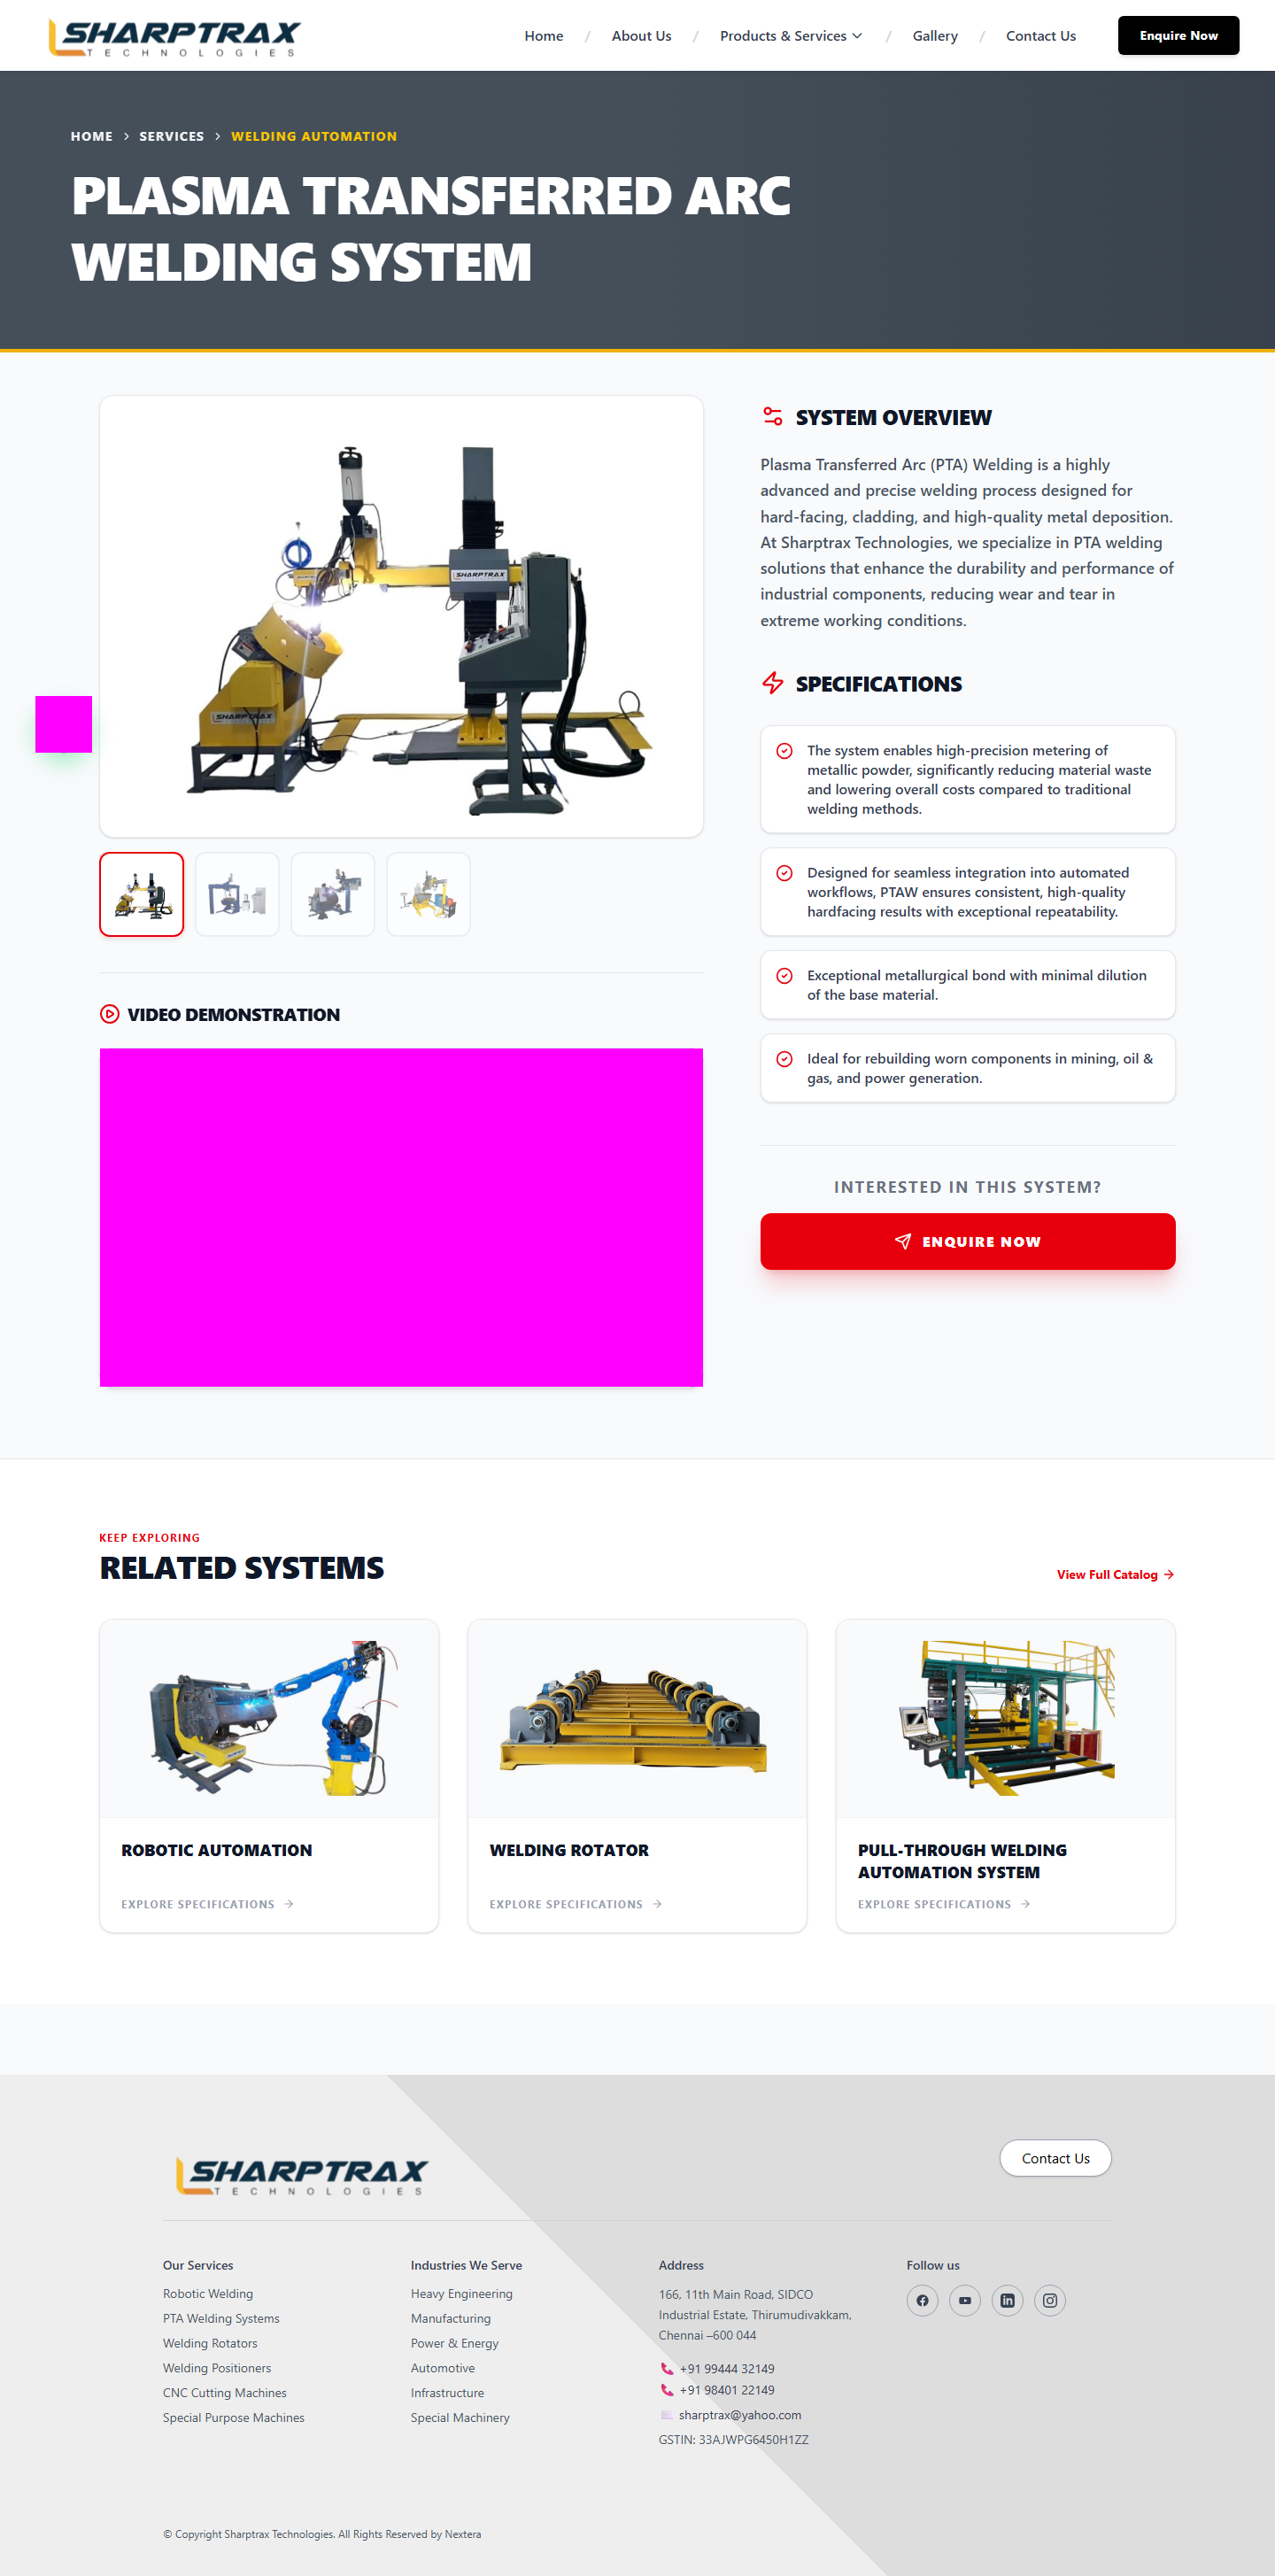 SHARPTRAX
TECHNOLOGIES
Home / About Us / Products & Services / Gallery / Contact Us
Enquire Now
HOME > SERVICES > WELDING AUTOMATION
PLASMA TRANSFERRED ARC
WELDING SYSTEM
SHARPTRAX
SHARPTRAX
SYSTEM OVERVIEW
Plasma Transferred Arc (PTA) Welding is a highly
advanced and precise welding process designed for
hard-facing, cladding, and high-quality metal deposition.
At Sharptrax Technologies, we specialize in PTA welding
solutions that enhance the durability and performance of
industrial components, reducing wear and tear in
extreme working conditions.
SPECIFICATIONS
The system enables high-precision metering of
metallic powder, significantly reducing material waste
and lowering overall costs compared to traditional
welding methods.
Designed for seamless integration into automated
workflows, PTAW ensures consistent, high-quality
hardfacing results with exceptional repeatability.
Exceptional metallurgical bond with minimal dilution
of the base material.
Ideal for rebuilding worn components in mining, oil &
gas, and power generation.
INTERESTED IN THIS SYSTEM?
ENQUIRE NOW
VIDEO DEMONSTRATION
KEEP EXPLORING
RELATED SYSTEMS
View Full Catalog
ROBOTIC AUTOMATION
EXPLORE SPECIFICATIONS
WELDING ROTATOR
EXPLORE SPECIFICATIONS
PULL-THROUGH WELDING
AUTOMATION SYSTEM
EXPLORE SPECIFICATIONS
SHARPTRAX
TECHNOLOGIES
Contact Us
Our Services
Robotic Welding
PTA Welding Systems
Welding Rotators
Welding Positioners
CNC Cutting Machines
Special Purpose Machines
Industries We Serve
Heavy Engineering
Manufacturing
Power & Energy
Automotive
Infrastructure
Special Machinery
Address
166, 11th Main Road, SIDCO
Industrial Estate, Thirumudivakkam,
Chennai –600 044
+91 99444 32149
+91 98401 22149
sharptrax@yahoo.com
GSTIN: 33AJWPG6450H1ZZ
Follow us
© Copyright Sharptrax Technologies. All Rights Reserved by Nextera